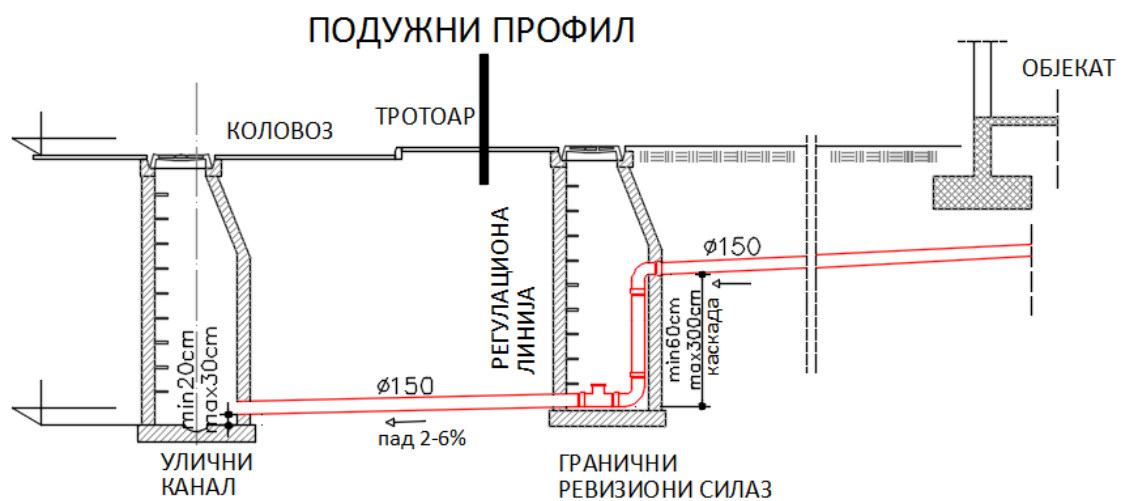 ПОДУЖНИ ПРОФИЛ
ОБЈЕКАТ
КОЛОВОЗ
ТРОТОАР
РЕГУЛАЦИОНА
ЛИНИЈА
ø150
min60cm
max300cm
каскада
min20cm
max30cm
ø150
пад 2-6%
УЛИЧНИ
КАНАЛ
ГРАНИЧНИ
РЕВИЗИОНИ СИЛАЗ